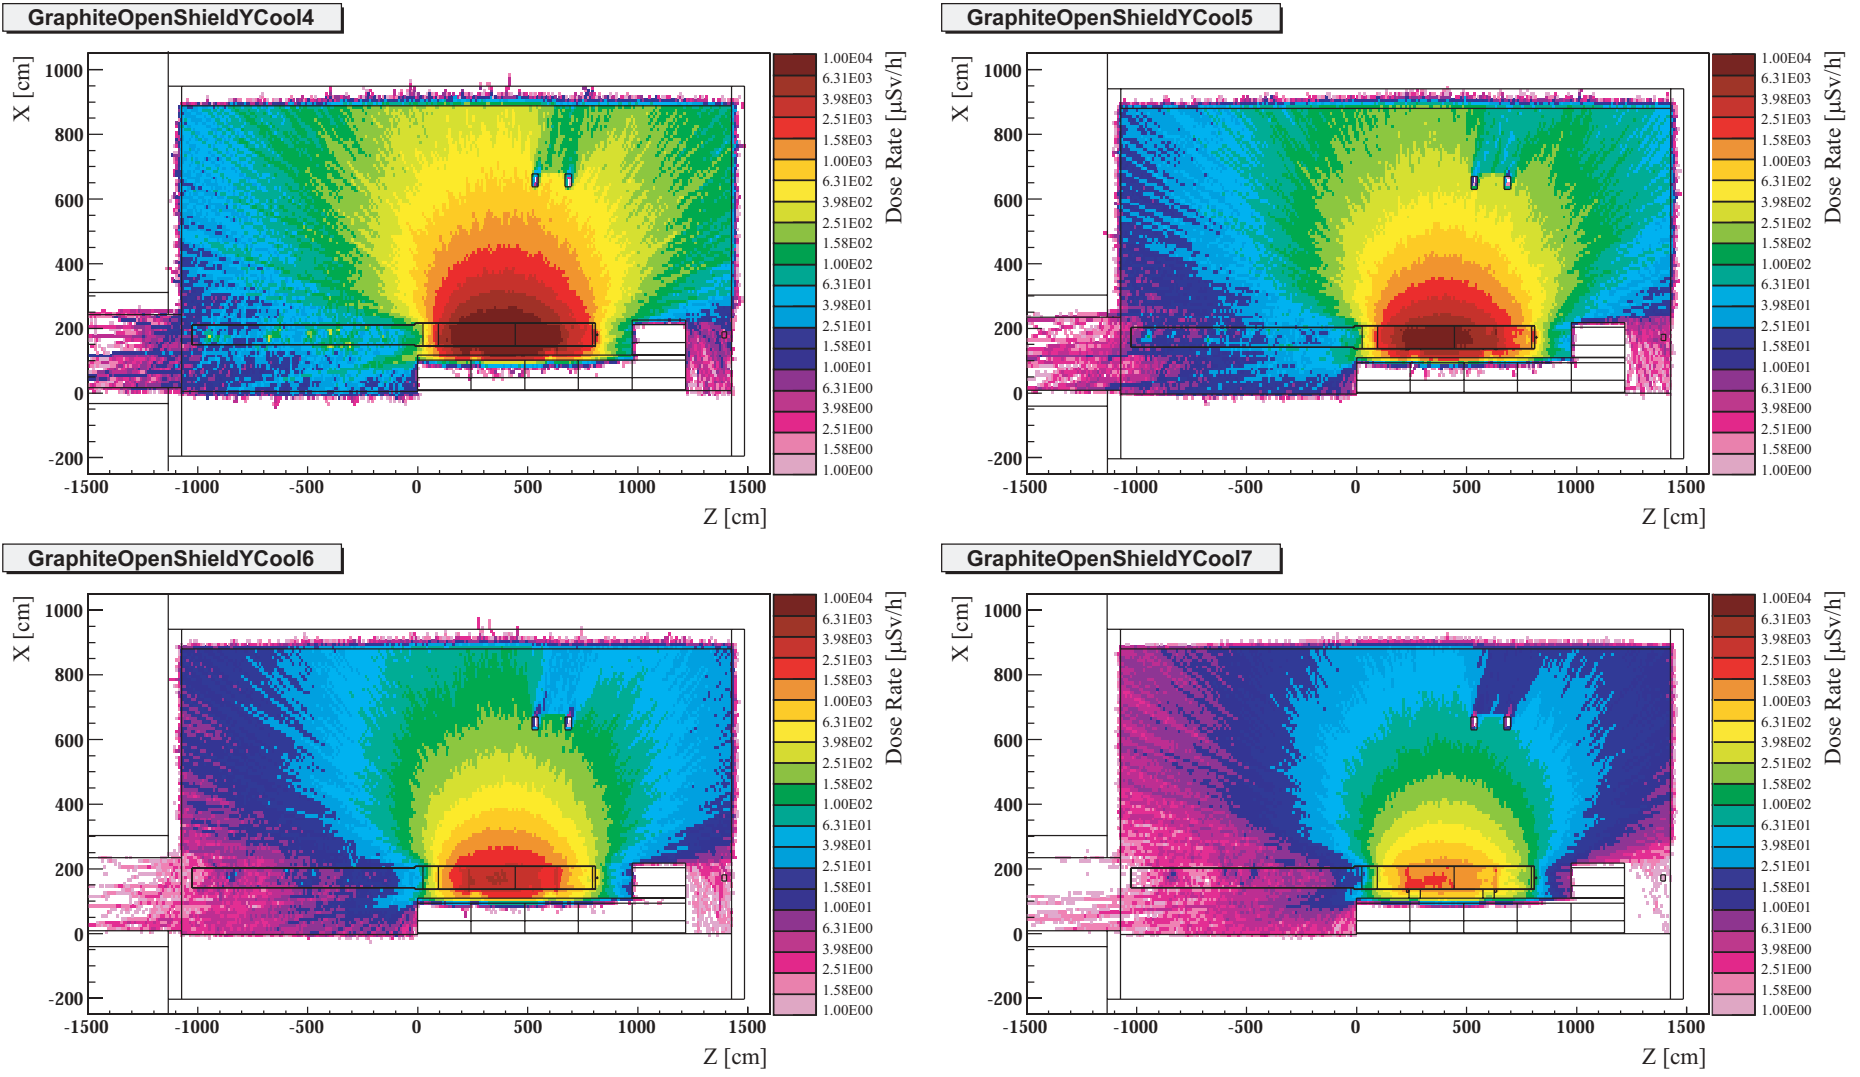 GraphiteOpenShieldYCool4
X [cm]
1000
800
600
400
200
0
-200
-1500 -1000 -500 0 500 1000 1500
Z [cm]
1.00E04
6.31E03
3.98E03
2.51E03
1.58E03
1.00E03
6.31E02
3.98E02
2.51E02
1.58E02
1.00E02
6.31E01
3.98E01
2.51E01
1.58E01
1.00E01
6.31E00
3.98E00
2.51E00
1.58E00
1.00E00
Dose Rate [µSv/h]
GraphiteOpenShieldYCool5
X [cm]
1000
800
600
400
200
0
-200
-1500 -1000 -500 0 500 1000 1500
Z [cm]
1.00E04
6.31E03
3.98E03
2.51E03
1.58E03
1.00E03
6.31E02
3.98E02
2.51E02
1.58E02
1.00E02
6.31E01
3.98E01
2.51E01
1.58E01
1.00E01
6.31E00
3.98E00
2.51E00
1.58E00
1.00E00
Dose Rate [µSv/h]
GraphiteOpenShieldYCool6
X [cm]
1000
800
600
400
200
0
-200
-1500 -1000 -500 0 500 1000 1500
Z [cm]
1.00E04
6.31E03
3.98E03
2.51E03
1.58E03
1.00E03
6.31E02
3.98E02
2.51E02
1.58E02
1.00E02
6.31E01
3.98E01
2.51E01
1.58E01
1.00E01
6.31E00
3.98E00
2.51E00
1.58E00
1.00E00
Dose Rate [µSv/h]
GraphiteOpenShieldYCool7
X [cm]
1000
800
600
400
200
0
-200
-1500 -1000 -500 0 500 1000 1500
Z [cm]
1.00E04
6.31E03
3.98E03
2.51E03
1.58E03
1.00E03
6.31E02
3.98E02
2.51E02
1.58E02
1.00E02
6.31E01
3.98E01
2.51E01
1.58E01
1.00E01
6.31E00
3.98E00
2.51E00
1.58E00
1.00E00
Dose Rate [µSv/h]